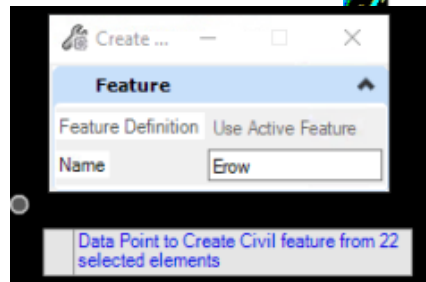 Create ...
Feature
Feature Definition Use Active Feature
Name Erow
Data Point to Create Civil feature from 22
selected elements